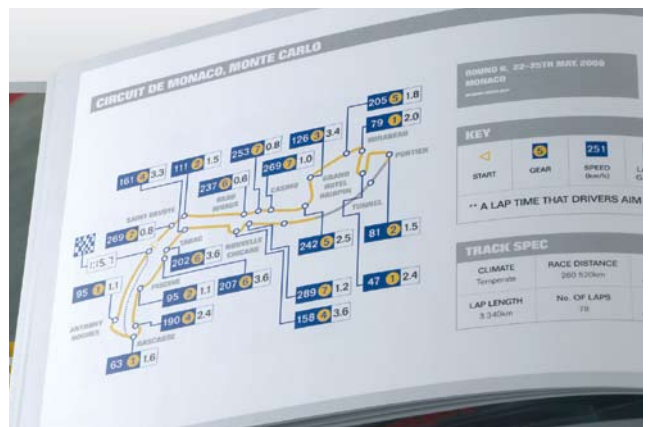 CIRCUIT DE MONACO, MONTE CARLO
205 5 1.8
79 1 2.0
MIRABEAU
126 3 3.4
253 7 0.8
269 7 1.0
111 2 1.5
161 4 3.3
237 6 0.6
PORTIER
GRAND
HOTEL
HAIRPIN
CASINO
BEAU
RIVAGE
SAINT DEVOTE
TUNNEL
269 7 0.8
TABAC
NOUVELLE
CHICANE
242 5 2.5
81 2 1.5
202 6 3.6
95 1 1.1
PISCINE
95 2 1.1
207 6 3.6
289 7 1.2
47 1 2.4
158 4 3.6
190 4 2.4
ANTHONY
NOGHES
RASCASSE
63 1 1.6
ROUND 6, 22-25TH MAY, 2008
MONACO
KEY
5
251
START
GEAR
SPEED
(km/h)
** A LAP TIME THAT DRIVERS AIM
TRACK SPEC
CLIMATE
Temperate
RACE DISTANCE
260.520km
LAP LENGTH
3.340km
No. OF LAPS
78